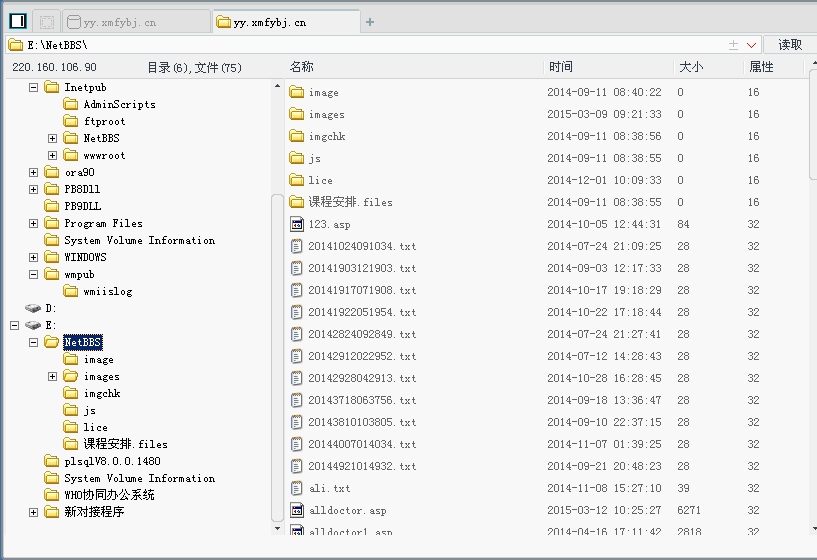 yy.xmfybj.cn yy.xmfybj.cn +
E:\NetBBS\ 读取
220.160.106.90 目录(6),文件(75)
Inetpub
AdminScripts
ftproot
NetBBS
wwwroot
ora90
PB8Dll
PB9DLL
Program Files
System Volume Information
WINDOWS
wmpub
wmiislog
D:
E:
NetBBS
image
images
imgchk
js
lice
课程安排.files
plsqlV8.0.0.1480
System Volume Information
WHO协同办公系统
新对接程序
名称 时间 大小 属性
image 2014-09-11 08:40:22 0 16
images 2015-03-09 09:21:33 0 16
imgchk 2014-09-11 08:38:56 0 16
js 2014-09-11 08:38:55 0 16
lice 2014-12-01 10:09:33 0 16
课程安排.files 2014-09-11 08:38:55 0 16
123.asp 2014-10-05 12:44:31 84 32
20141024091034.txt 2014-07-24 21:09:25 28 32
20141903121903.txt 2014-09-03 12:17:33 28 32
20141917071908.txt 2014-10-17 19:18:29 28 32
20141922051954.txt 2014-10-22 17:18:44 28 32
20142824092849.txt 2014-07-24 21:27:41 28 32
20142912022952.txt 2014-07-12 14:28:43 28 32
20142928042913.txt 2014-10-28 16:28:45 28 32
20143718063756.txt 2014-09-18 13:36:47 28 32
20143810103805.txt 2014-09-10 22:37:15 28 32
20144007014034.txt 2014-11-07 01:39:25 28 32
20144921014932.txt 2014-09-21 20:48:23 28 32
ali.txt 2014-11-08 15:27:10 39 32
alldoctor.asp 2015-03-12 10:25:27 6271 32
alldoctor1.asp 2014-04-16 17:11:42 2818 32